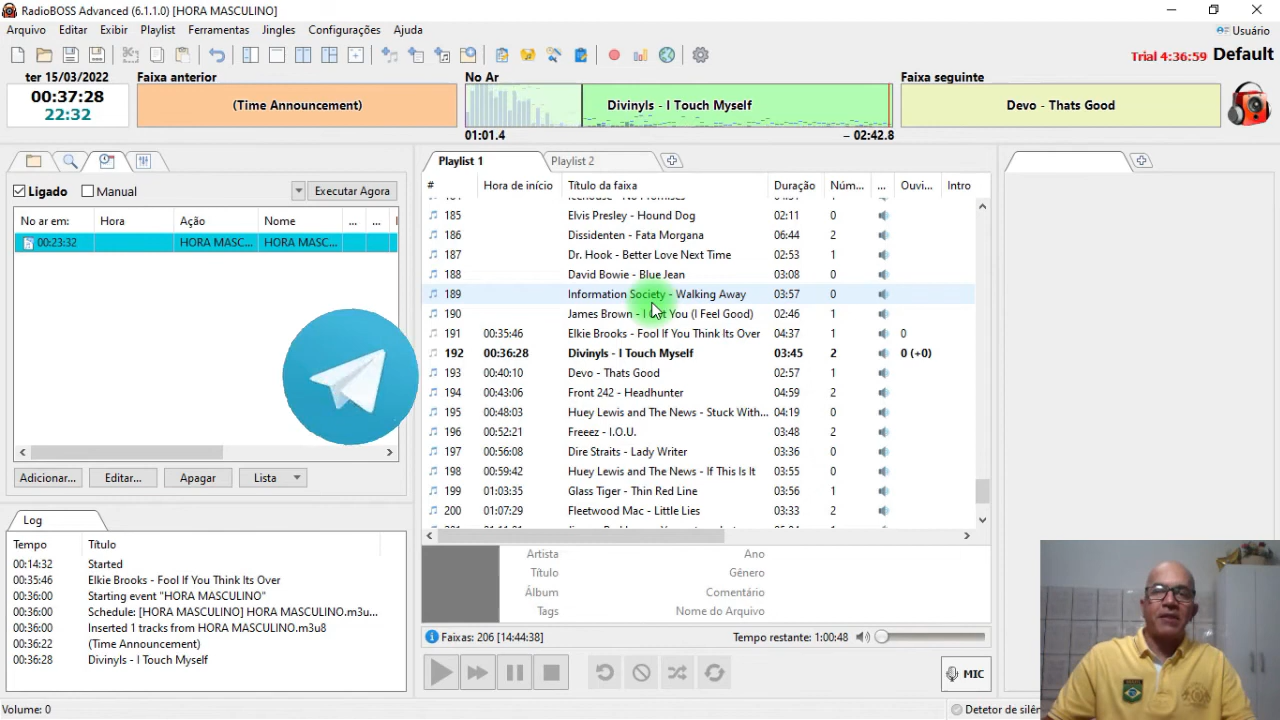 RadioBOSS Advanced (6.1.1.0) [HORA MASCULINO]
Arquivo Editar Exibir Playlist Ferramentas Jingles Configurações Ajuda
Usuário
Trial 4:36:59 Default
ter 15/03/2022 Faixa anterior No Ar Faixa seguinte
00:37:28
22:32
(Time Announcement)
Divinyls - I Touch Myself
Devo - Thats Good
01:01.4
– 02:42.8
Playlist 1 Playlist 2
Ligado Manual Executar Agora
No ar em: Hora Ação Nome ... ...
00:23:32 HORA MASC... HORA MASC...
Adicionar... Editar... Apagar Lista
# Hora de início Título da faixa Duração Núm... ... Ouvi... Intro
185 Elvis Presley - Hound Dog 02:11 0
186 Dissidenten - Fata Morgana 06:44 2
187 Dr. Hook - Better Love Next Time 02:53 1
188 David Bowie - Blue Jean 03:08 0
189 Information Society - Walking Away 03:57 0
190 James Brown - I You (I Feel Good) 02:46 1
191 00:35:46 Elkie Brooks - Fool If You Think Its Over 04:37 1 0
192 00:36:28 Divinyls - I Touch Myself 03:45 2 0 (+0)
193 00:40:10 Devo - Thats Good 02:57 1
194 00:43:06 Front 242 - Headhunter 04:59 2
195 00:48:03 Huey Lewis and The News - Stuck With... 04:19 0
196 00:52:21 Freeez - I.O.U. 03:48 2
197 00:56:08 Dire Straits - Lady Writer 03:36 0
198 00:59:42 Huey Lewis and The News - If This Is It 03:55 0
199 01:03:35 Glass Tiger - Thin Red Line 03:56 1
200 01:07:29 Fleetwood Mac - Little Lies 03:33 2
Log
Tempo Título
00:14:32 Started
00:35:46 Elkie Brooks - Fool If You Think Its Over
00:36:00 Starting event "HORA MASCULINO"
00:36:00 Schedule: [HORA MASCULINO] HORA MASCULINO.m3u...
00:36:00 Inserted 1 tracks from HORA MASCULINO.m3u8
00:36:22 (Time Announcement)
00:36:28 Divinyls - I Touch Myself
Artista Ano
Título Gênero
Álbum Comentário
Tags Nome do Arquivo
Faixas: 206 [14:44:38] Tempo restante: 1:00:48
MIC
Volume: 0
Detetor de